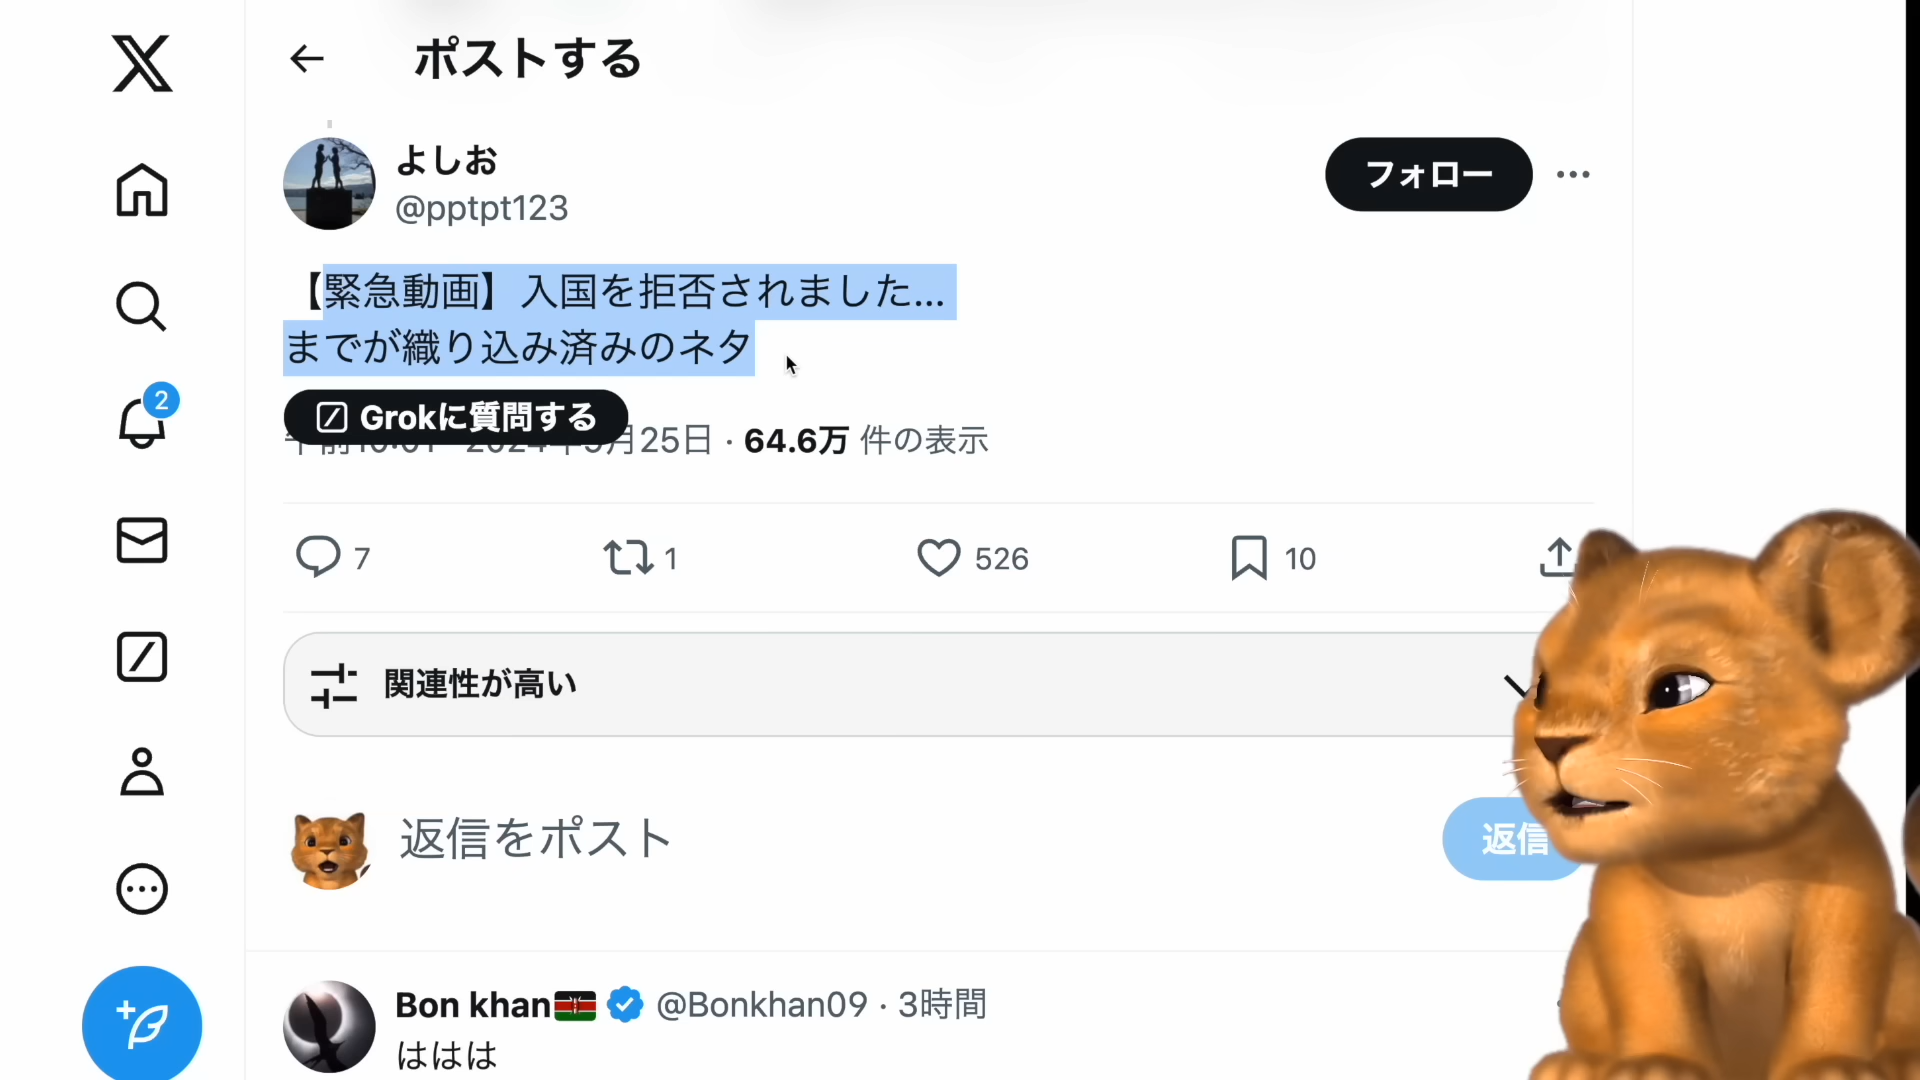 ポストする
よしお
@pptpt123
フォロー
【緊急動画】入国を拒否されました...
までが織り込み済みのネタ
Grokに質問する
月25日 · 64.6万 件の表示
7
1
526
10
関連性が高い
返信をポスト
返信
2
Bon khan🇰🇪 @Bonkhan09 · 3時間
ははは